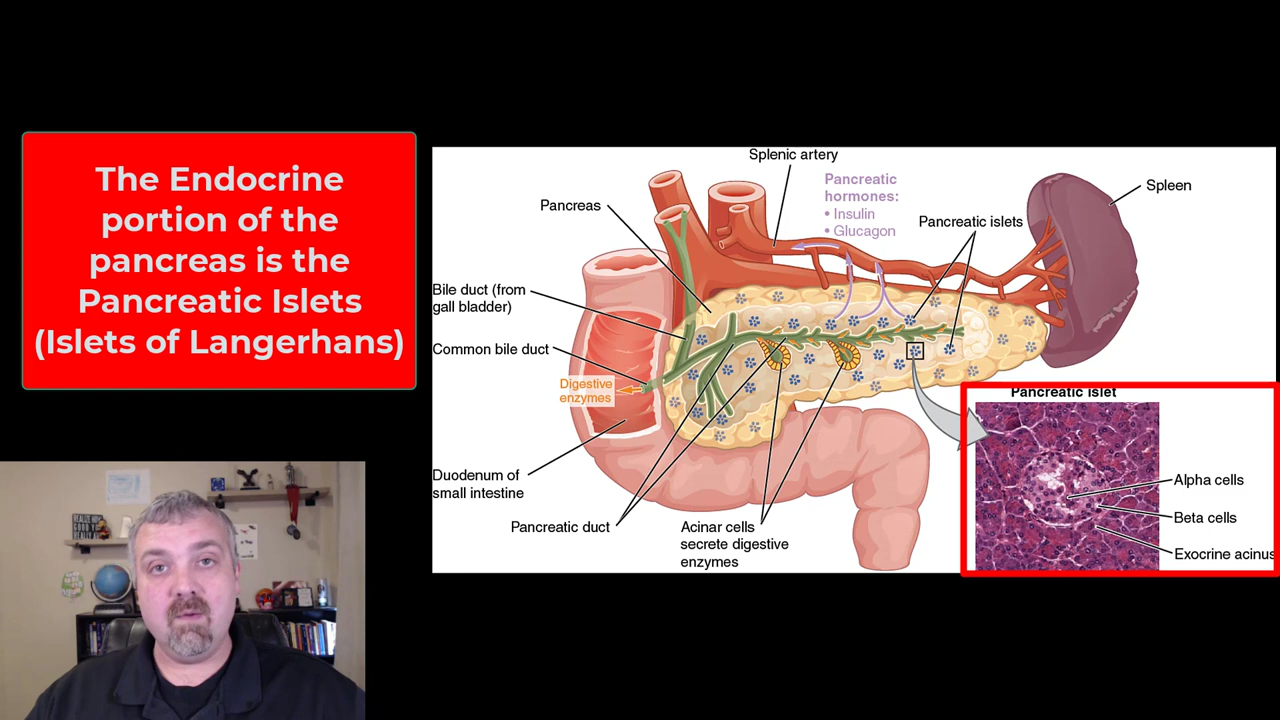 The Endocrine
portion of the
pancreas is the
Pancreatic Islets
(Islets of Langerhans)
Splenic artery
Pancreatic
hormones:
• Insulin
• Glucagon
Spleen
Pancreas
Pancreatic islets
Bile duct (from
gall bladder)
Common bile duct
Digestive
enzymes
Duodenum of
small intestine
Pancreatic duct
Acinar cells
secrete digestive
enzymes
Pancreatic islet
Alpha cells
Beta cells
Exocrine acinus